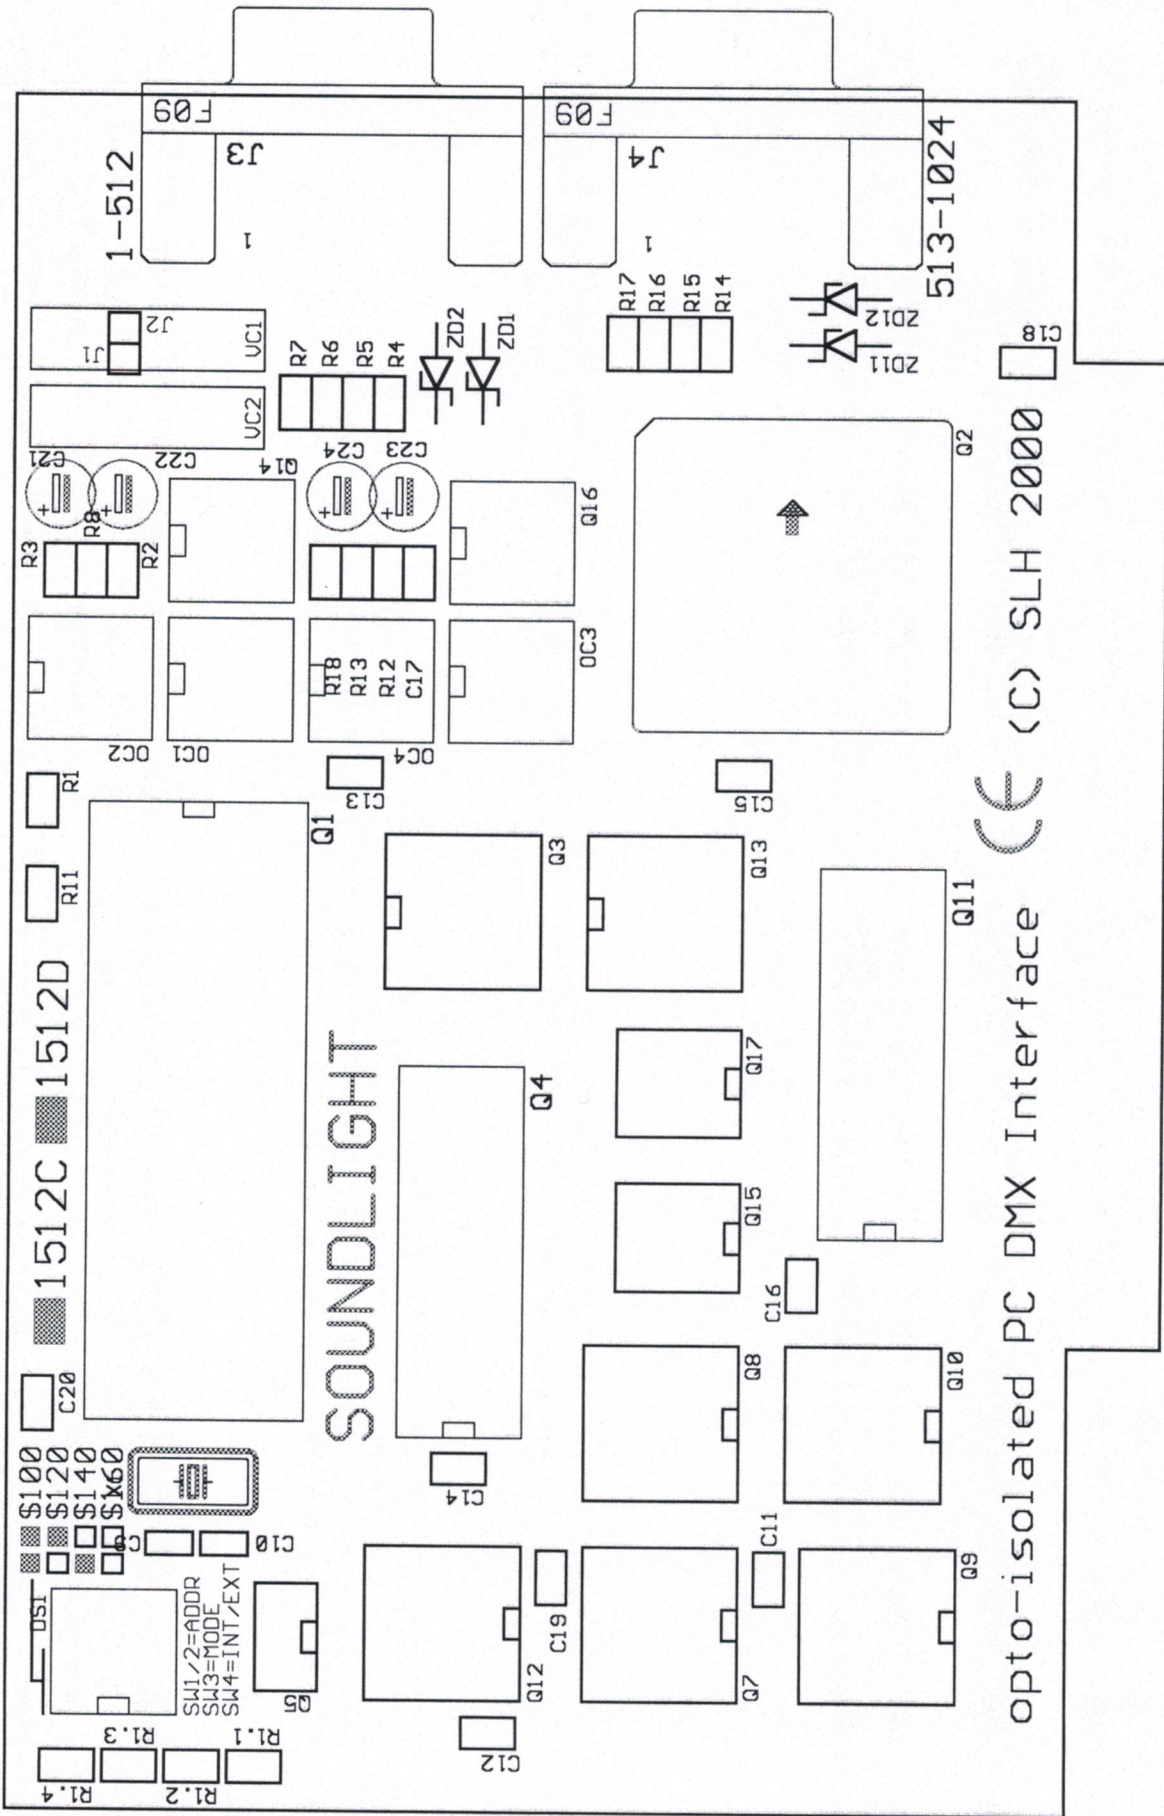 F09
F09
J3
J4
1-512
513-1024
1
1
J2
J1
VC1
VC2
R7
R6
R5
R4
ZD2
ZD1
R17
R16
R15
R14
ZD12
ZD11
C18
C21
C22
Q14
C24
C23
Q16
Q2
R3
R8
R2
+
+
+
+
OC2
OC1
R18
R13
R12
C17
OC4
OC3
R1
R11
C13
C15
Q1
Q3
Q13
Q11
1512C 1512D
SOUNDLIGHT
Q4
Q17
Q15
C16
Q8
Q10
C20
$100
$120
$140
$160
C10
C14
C11
DS1
SW1/2=ADDR
SW3=MODE
SW4=INT/EXT
Q5
Q12
C19
Q7
Q9
C12
R1.4
R1.3
R1.2
R1.1
opto-isolated PC DMX Interface CE (C) SLH 2000